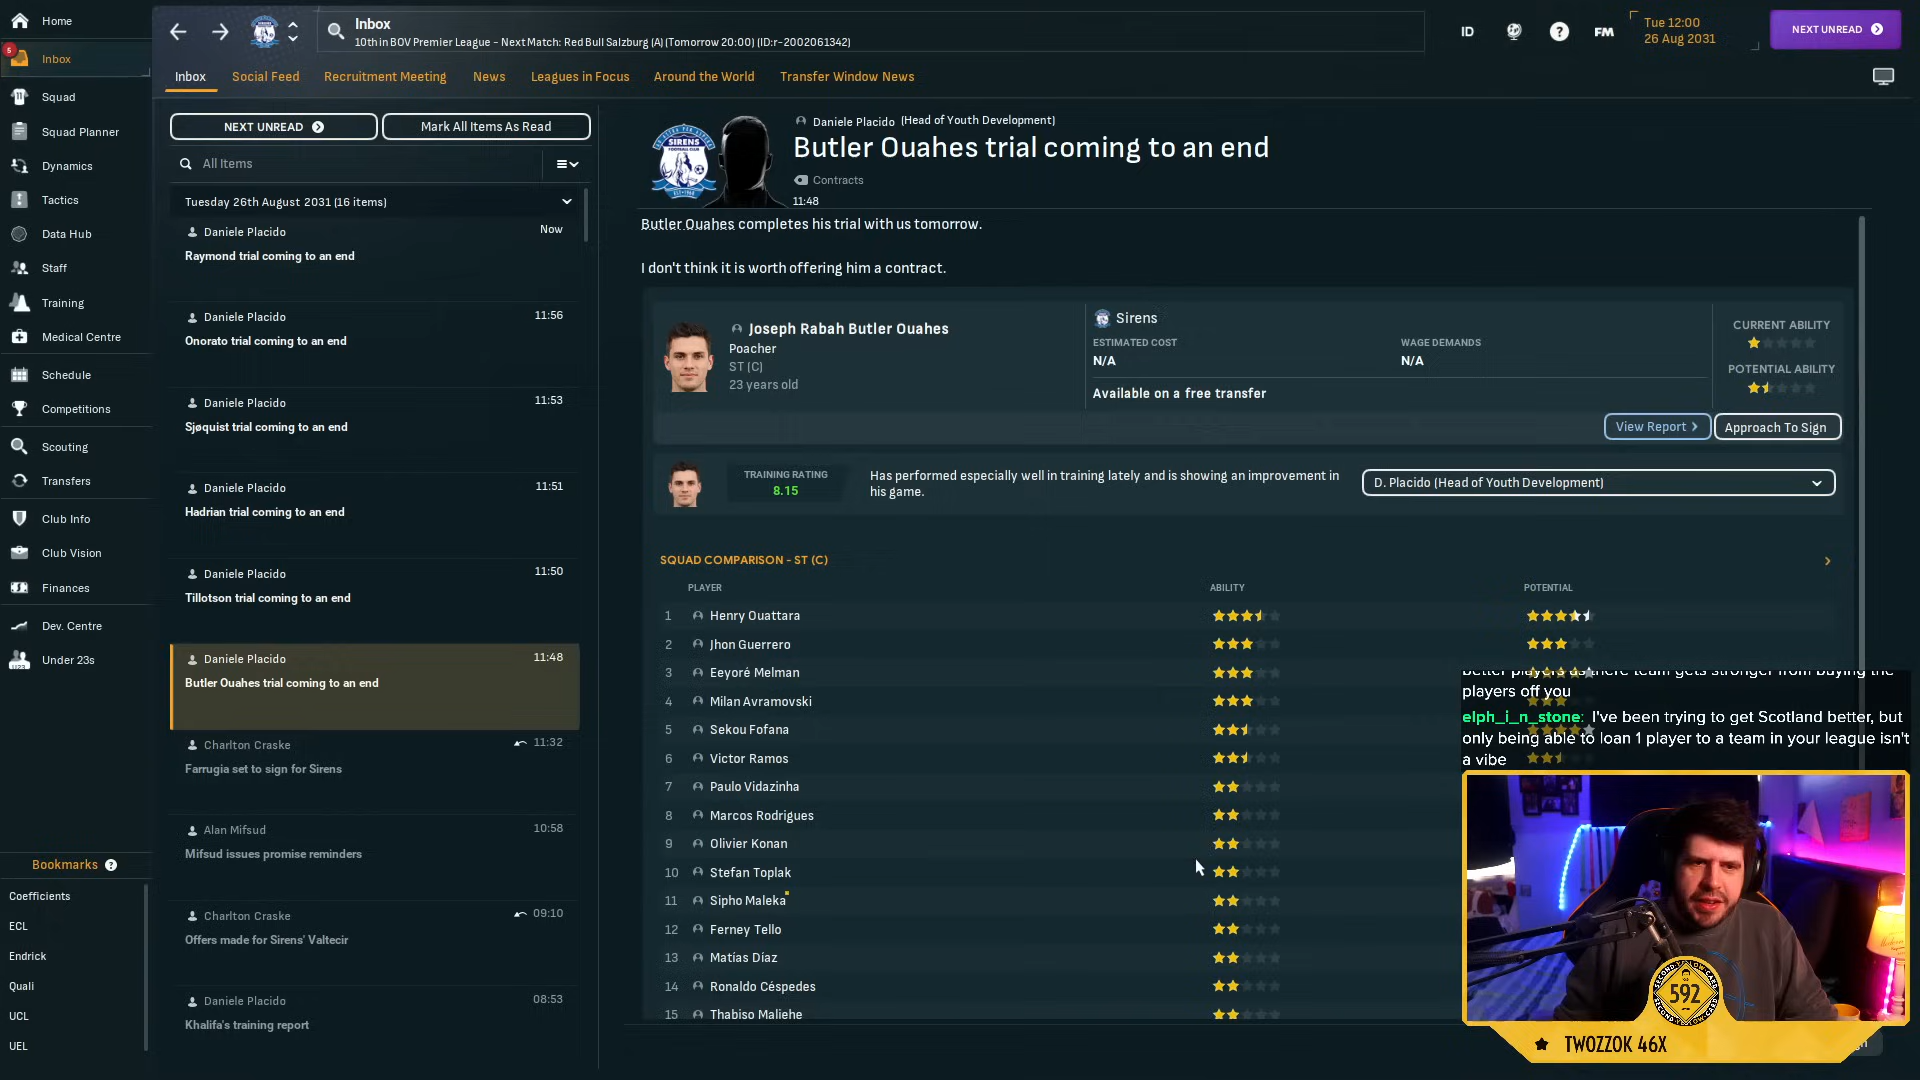 Home
Inbox
10th in BOV Premier League - Next Match: Red Bull Salzburg (A) (Tomorrow 20:00) (ID:r-2002061342)
ID
FM
Tue 12:00
26 Aug 2031
NEXT UNREAD
5
Inbox
Squad
Squad Planner
Dynamics
Tactics
Data Hub
Staff
Training
Medical Centre
Schedule
Competitions
Scouting
Transfers
Club Info
Club Vision
Finances
Dev. Centre
Under 23s
Bookmarks ?
Coefficients
ECL
Endrick
Quali
UCL
UEL
Inbox Social Feed Recruitment Meeting News Leagues in Focus Around the World Transfer Window News
NEXT UNREAD Mark All Items As Read
All Items
Tuesday 26th August 2031 (16 items)
Daniele Placido Now
Raymond trial coming to an end
Daniele Placido 11:56
Onorato trial coming to an end
Daniele Placido 11:53
Sjøquist trial coming to an end
Daniele Placido 11:51
Hadrian trial coming to an end
Daniele Placido 11:50
Tillotson trial coming to an end
Daniele Placido 11:48
Butler Ouahes trial coming to an end
Charlton Craske 11:32
Farrugia set to sign for Sirens
Alan Mifsud 10:58
Mifsud issues promise reminders
Charlton Craske 09:10
Offers made for Sirens' Valtecir
Daniele Placido 08:53
Khalifa's training report
SIRENS
FOOTBALL CLUB
Daniele Placido (Head of Youth Development)
Butler Ouahes trial coming to an end
Contracts
11:48
Butler Ouahes completes his trial with us tomorrow.
I don't think it is worth offering him a contract.
Joseph Rabah Butler Ouahes
Poacher
ST (C)
23 years old
Sirens
ESTIMATED COST WAGE DEMANDS
N/A N/A
Available on a free transfer
CURRENT ABILITY
POTENTIAL ABILITY
View Report Approach To Sign
TRAINING RATING
8.15
Has performed especially well in training lately and is showing an improvement in
his game.
D. Placido (Head of Youth Development)
SQUAD COMPARISON - ST (C)
PLAYER ABILITY POTENTIAL
1 Henry Ouattara
2 Jhon Guerrero
3 Eeyoré Melman
4 Milan Avramovski
5 Sekou Fofana
6 Victor Ramos
7 Paulo Vidazinha
8 Marcos Rodrigues
9 Olivier Konan
10 Stefan Toplak
11 Sipho Maleka
12 Ferney Tello
13 Matías Díaz
14 Ronaldo Céspedes
15 Thabiso Maliehe
better players as there team gets stronger from buying the
players off you
elph_i_n_stone: I've been trying to get Scotland better, but
only being able to loan 1 player to a team in your league isn't
a vibe
SECOND YELLOW CARD
592
TWOZZOK 46X